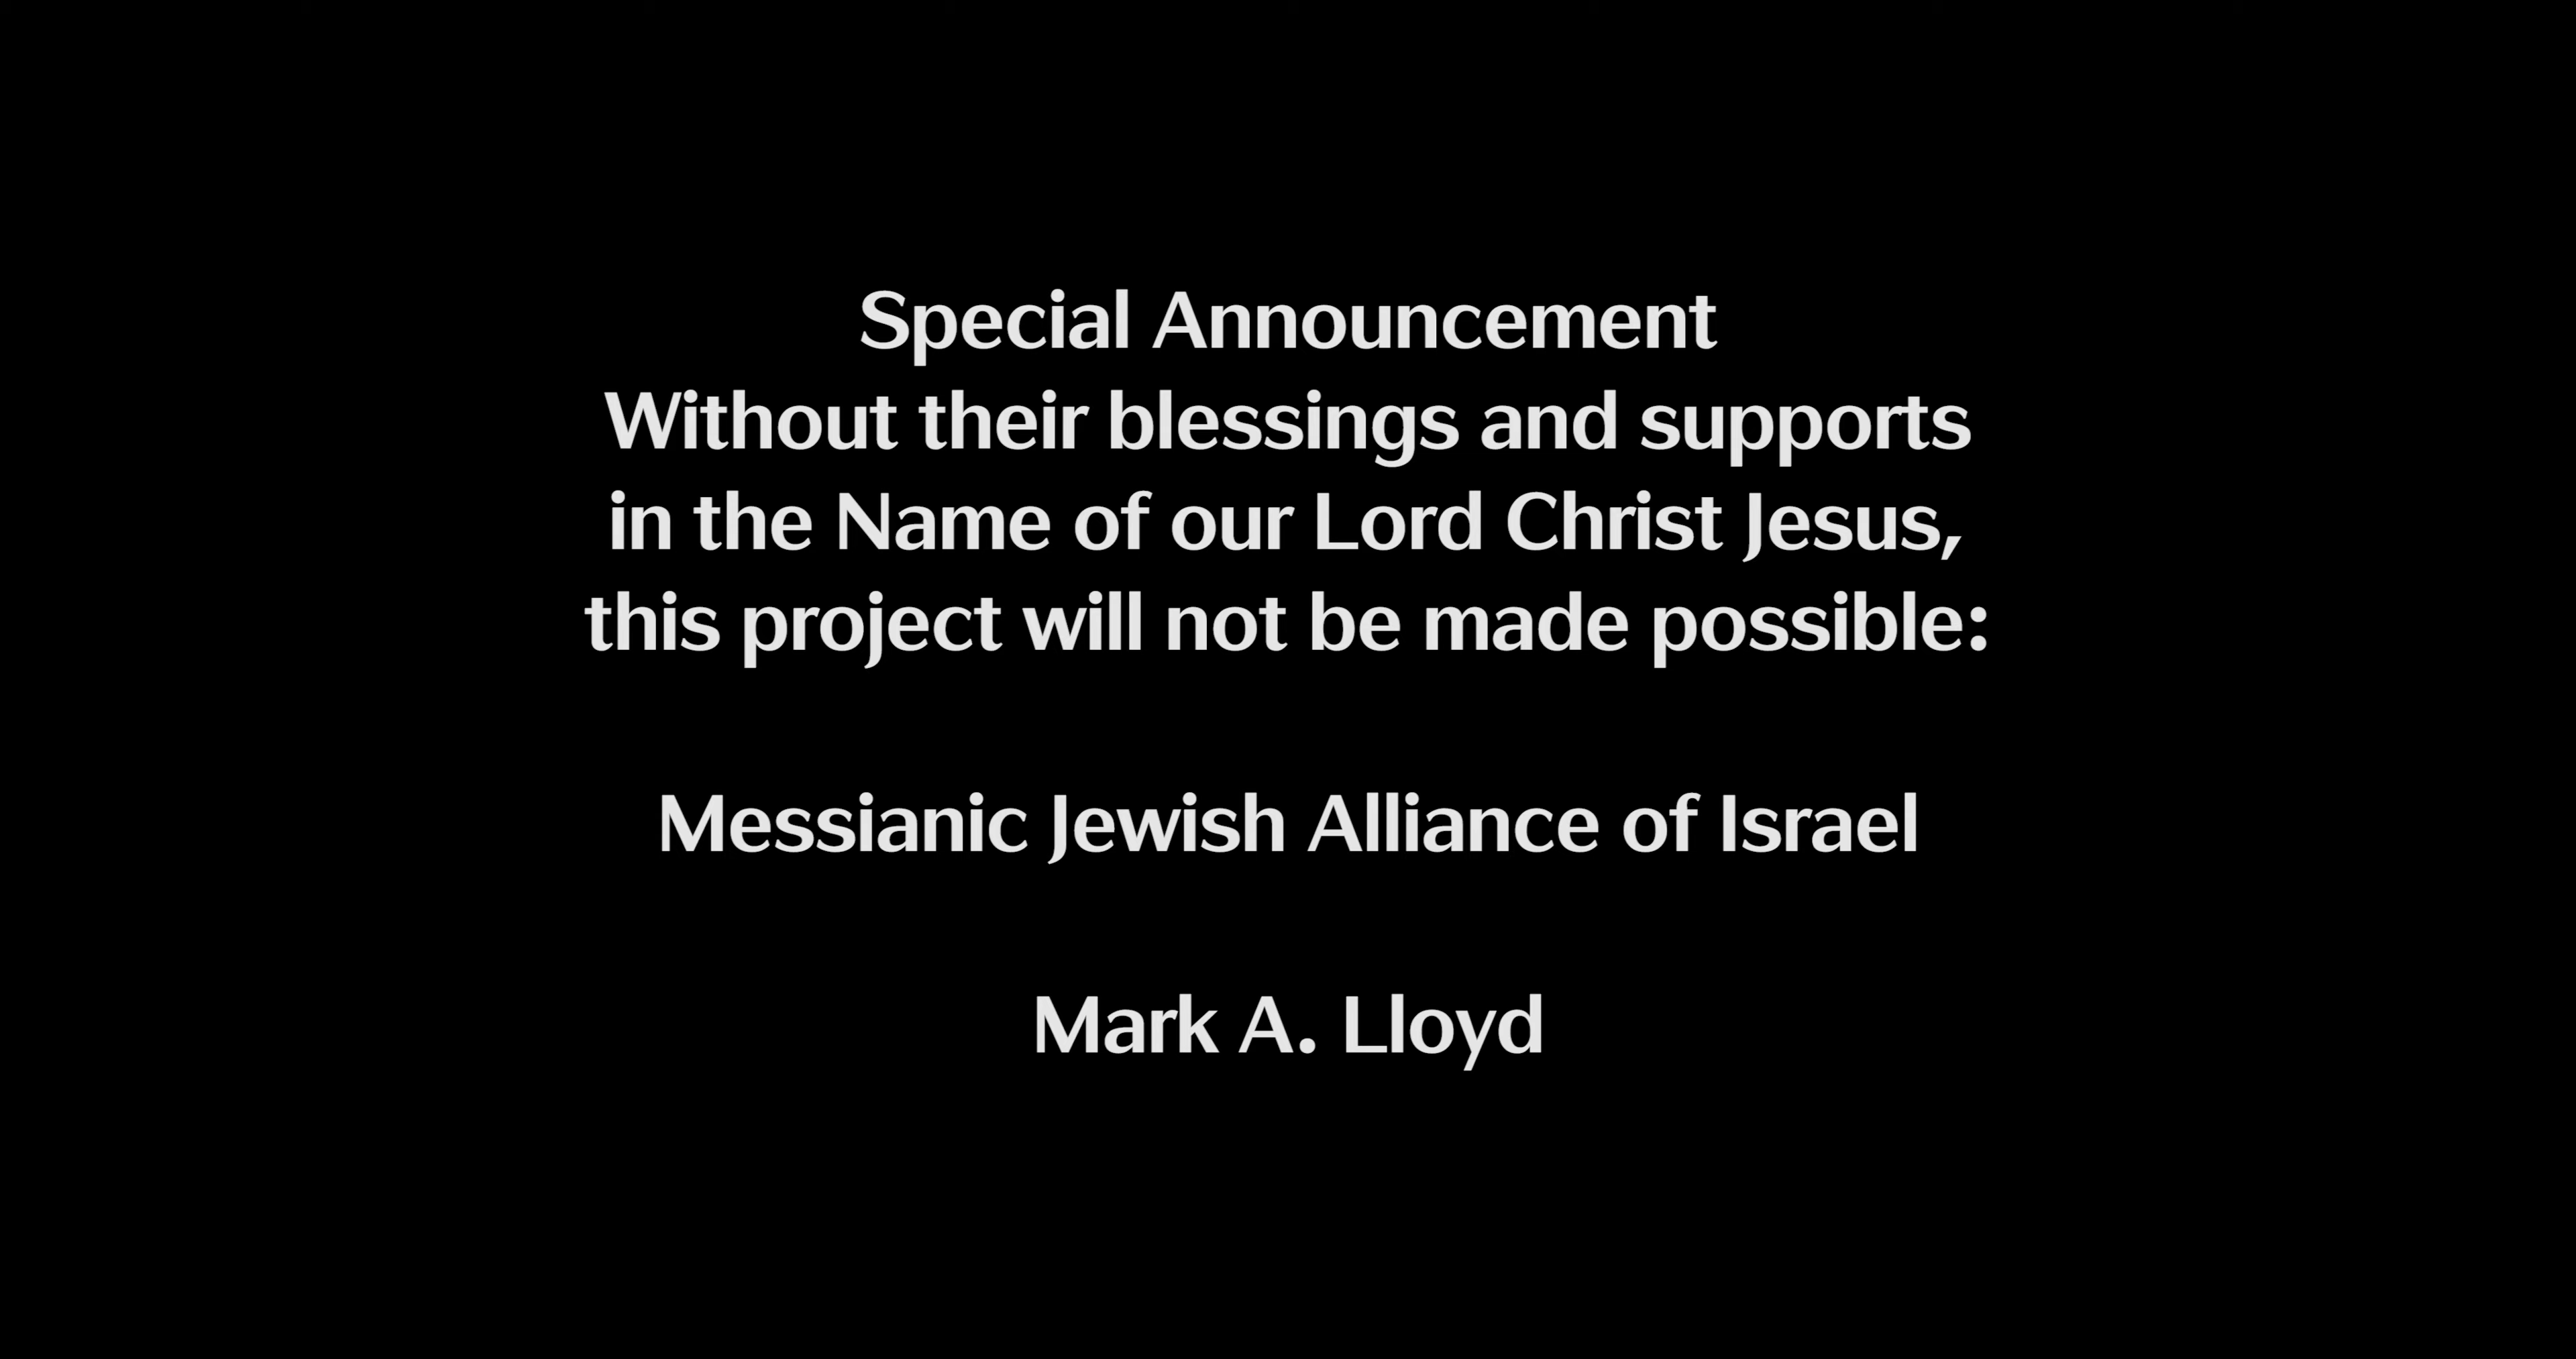 Special Announcement
Without their blessings and supports
in the Name of our Lord Christ Jesus,
this project will not be made possible:
Messianic Jewish Alliance of Israel
Mark A. Lloyd